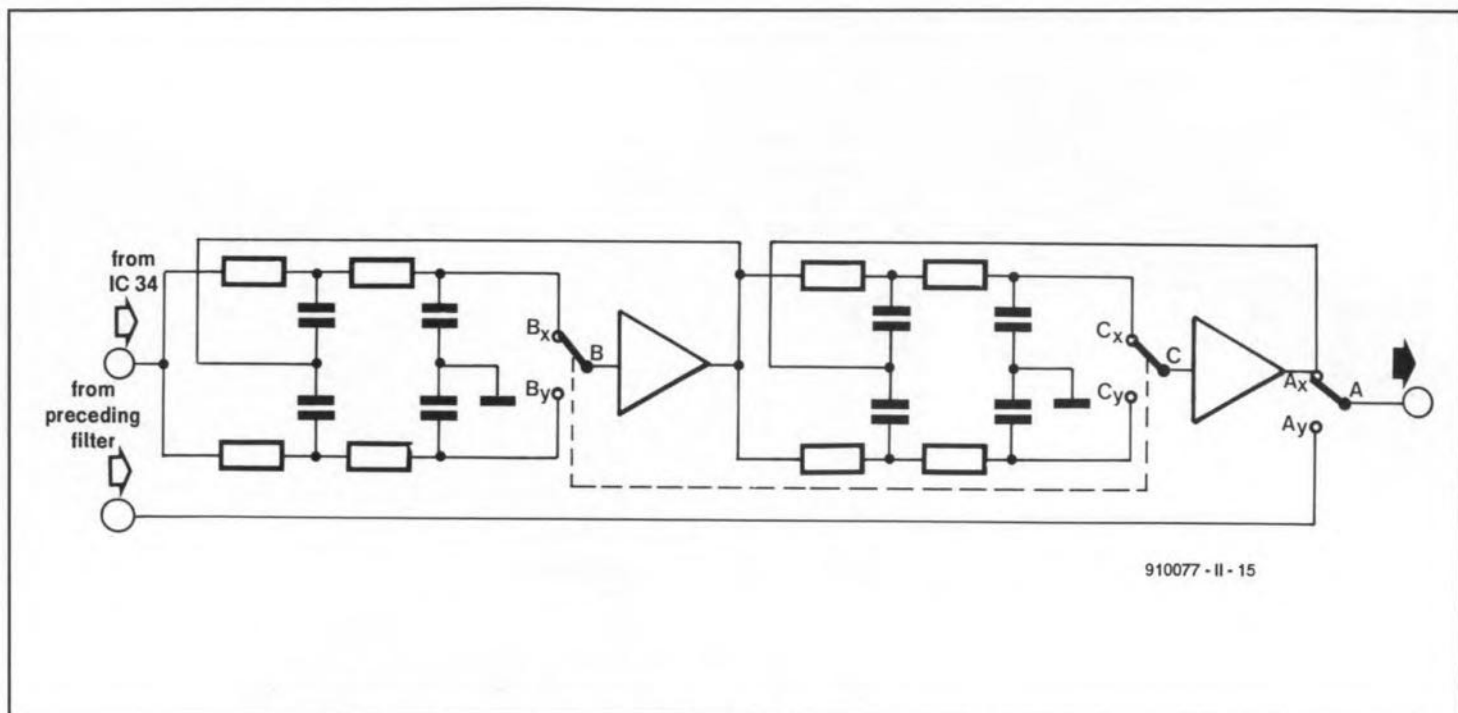 from
IC 34
from
preceding
filter
Bx
B
By
Cx
C
Cy
Ax
A
Ay
910077 - II - 15